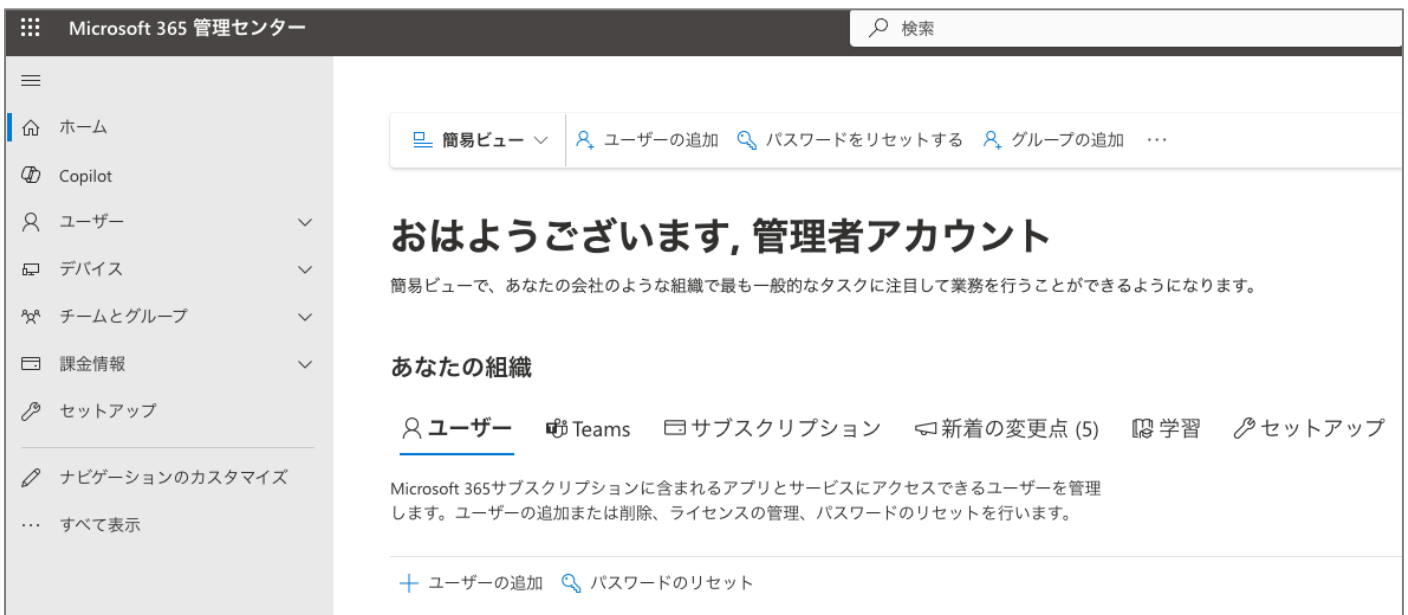 Microsoft 365 管理センター
検索
ホーム
Copilot
ユーザー
デバイス
チームとグループ
課金情報
セットアップ
ナビゲーションのカスタマイズ
すべて表示
簡易ビュー ユーザーの追加 パスワードをリセットする グループの追加 …
おはようございます, 管理者アカウント
簡易ビューで、あなたの会社のような組織で最も一般的なタスクに注目して業務を行うことができるようになります。
あなたの組織
ユーザー Teams サブスクリプション 新着の変更点 (5) 学習 セットアップ
Microsoft 365サブスクリプションに含まれるアプリとサービスにアクセスできるユーザーを管理
します。ユーザーの追加または削除、ライセンスの管理、パスワードのリセットを行います。
ユーザーの追加 パスワードのリセット